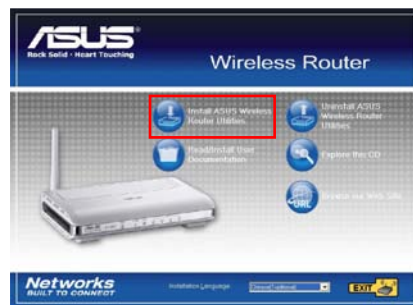 ASUS
Rock Solid · Heart Touching
Wireless Router
Install ASUS Wireless
Router Utilities
Uninstall ASUS
Wireless Router
Utilities
Read/Install User
Documentation
Explore this CD
URL
Browse our Web Site
Networks
BUILT TO CONNECT
Installation Language
EXIT